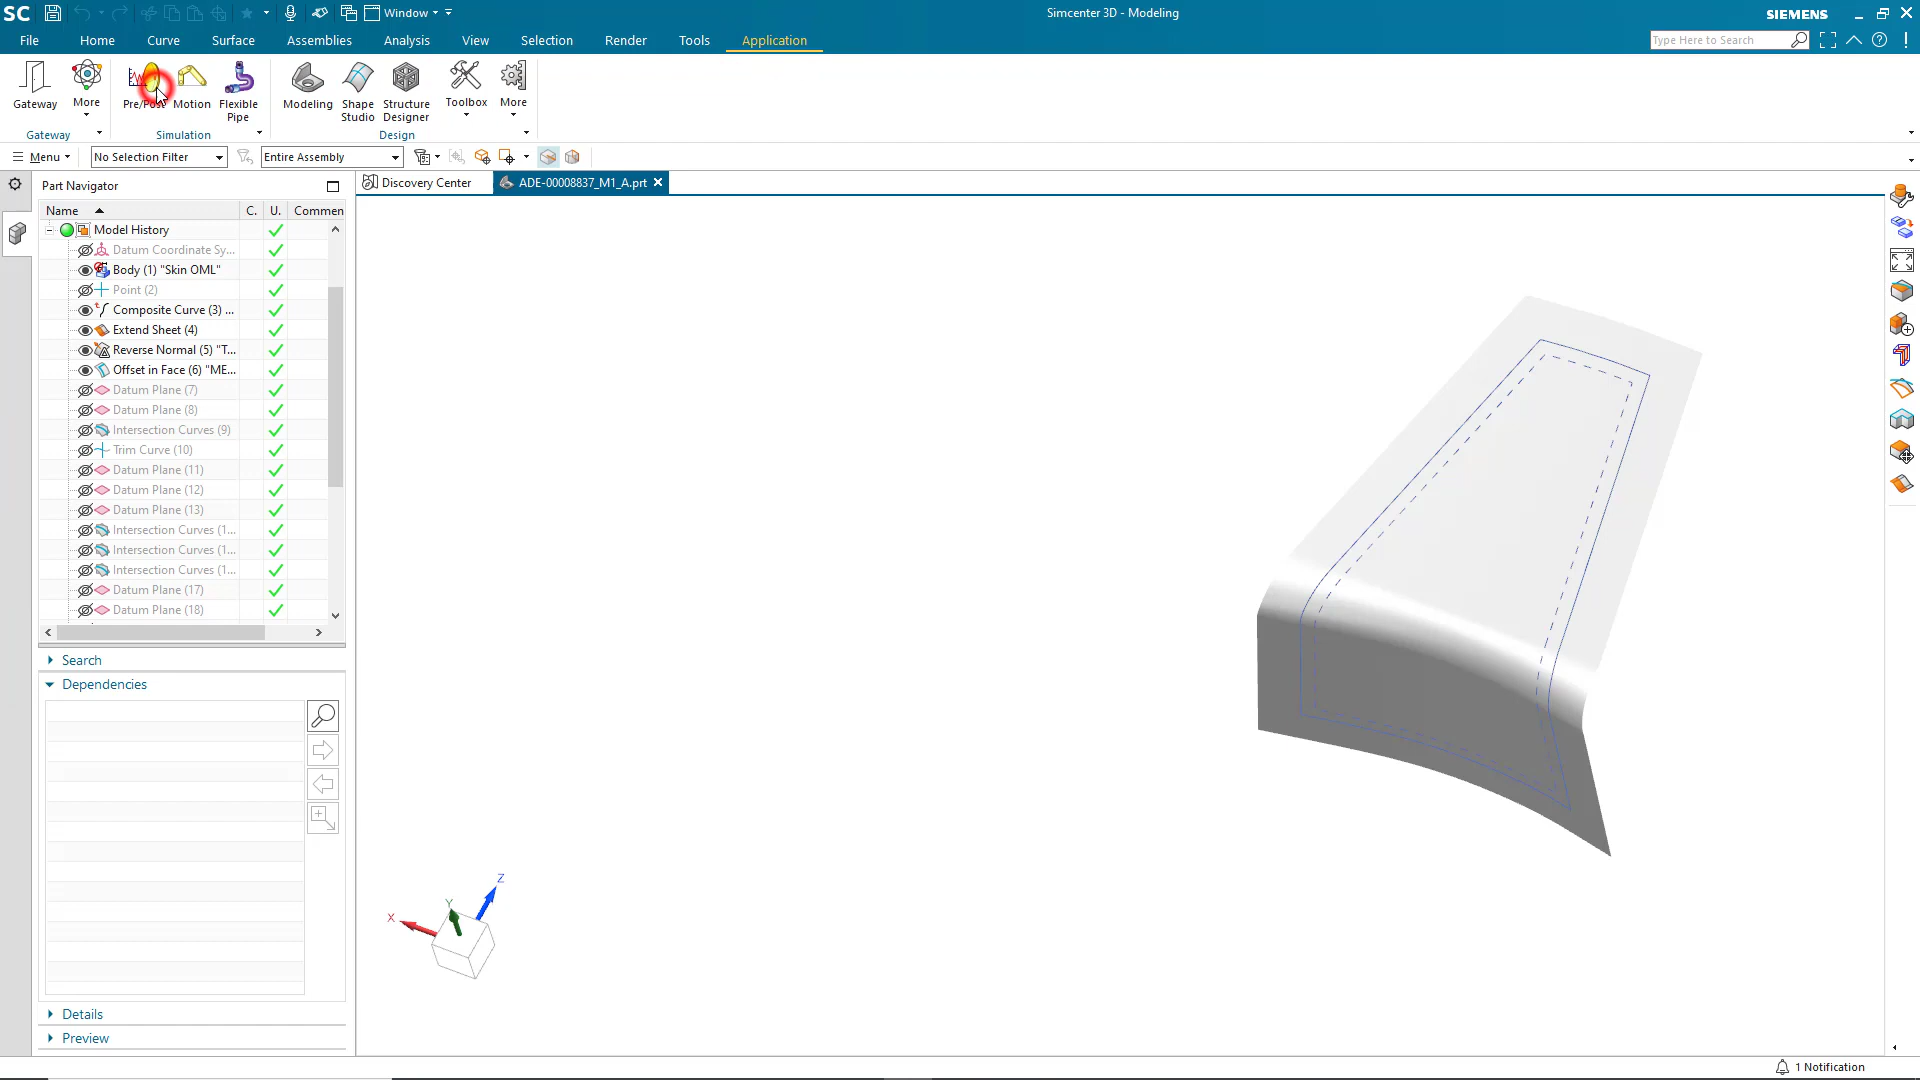 SC Window Simcenter 3D - Modeling SIEMENS
File Home Curve Surface Assemblies Analysis View Selection Render Tools Application Type Here to Search
Gateway More Pre/Post Motion Flexible Pipe Modeling Shape Studio Structure Designer Toolbox More
Gateway Simulation Design
Menu No Selection Filter Entire Assembly
Part Navigator Discovery Center ADE-00008837_M1_A.prt
Name C. U. Commen
Model History
Datum Coordinate Sy...
Body (1) "Skin OML"
Point (2)
Composite Curve (3) ...
Extend Sheet (4)
Reverse Normal (5) "T...
Offset in Face (6) "ME...
Datum Plane (7)
Datum Plane (8)
Intersection Curves (9)
Trim Curve (10)
Datum Plane (11)
Datum Plane (12)
Datum Plane (13)
Intersection Curves (1...
Intersection Curves (1...
Intersection Curves (1...
Datum Plane (17)
Datum Plane (18)
Search
Dependencies
Z
Y
X
Details
Preview
1 Notification